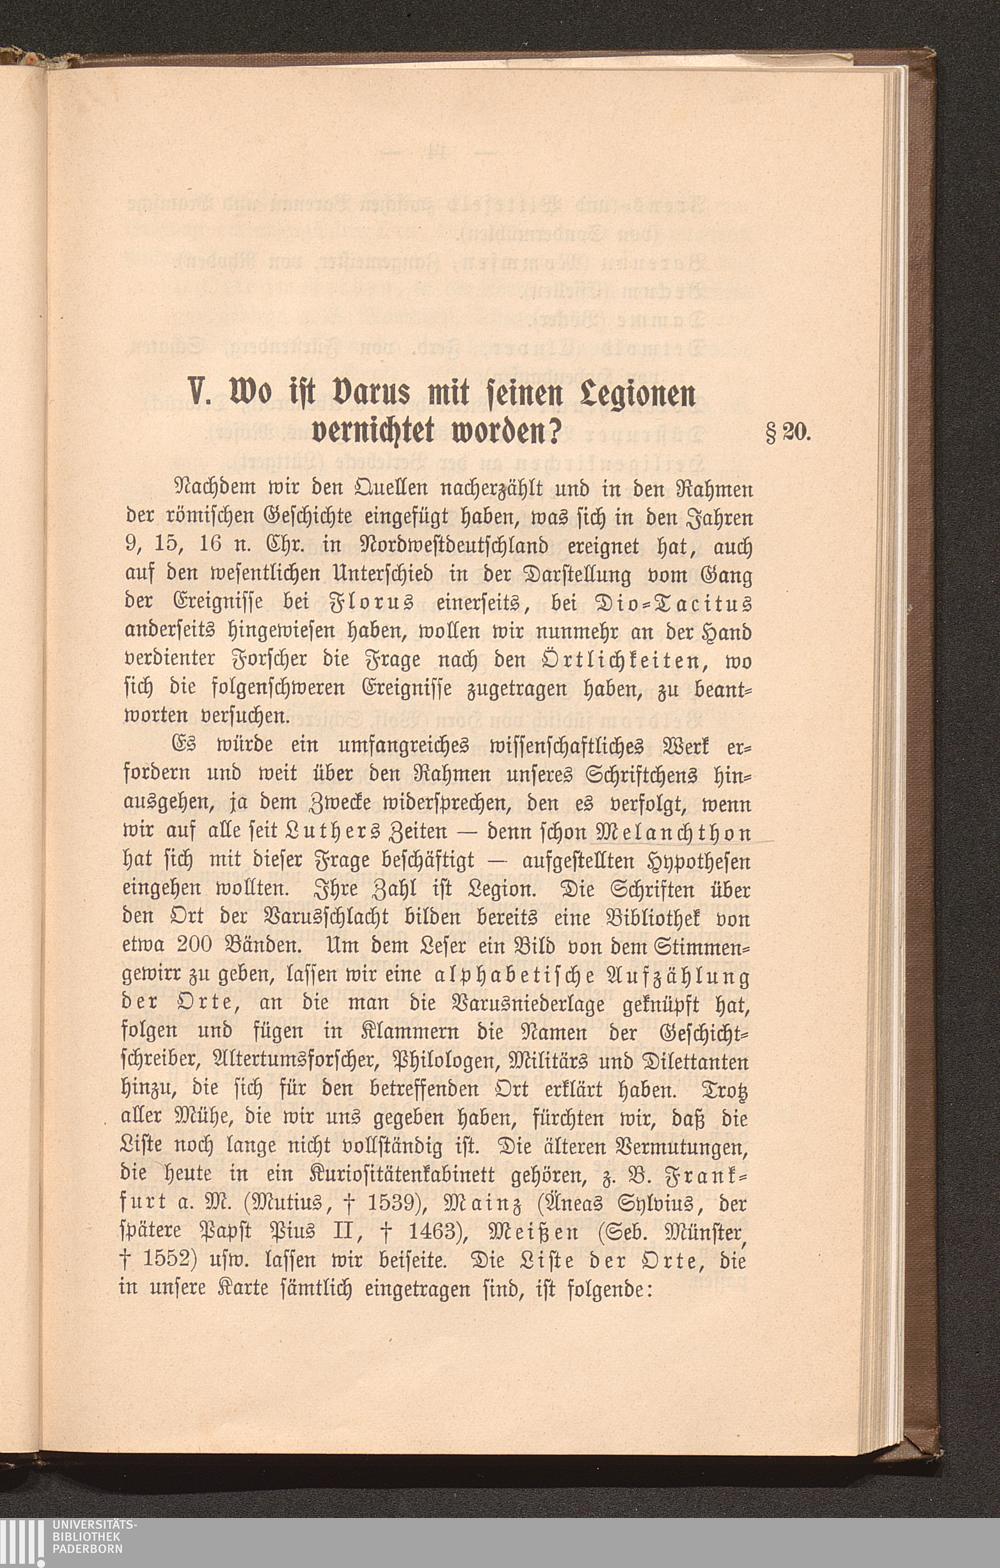 V. Wo ist Varus mit seinen Legionen
vernichtet worden?
§ 20.
Nachdem wir den Quellen nacherzählt und in den Rahmen
der römischen Geschichte eingefügt haben, was sich in den Jahren
9, 15, 16 n. Chr. in Nordwestdeutschland ereignet hat, auch
auf den wesentlichen Unterschied in der Darstellung vom Gang
der Ereignisse bei Florus einerseits, bei Dio-Tacitus
anderseits hingewiesen haben, wollen wir nunmehr an der Hand
verdienter Forscher die Frage nach den Örtlichkeiten, wo
sich die folgenschweren Ereignisse zugetragen haben, zu beant-
worten versuchen.
Es würde ein umfangreiches wissenschaftliches Werk er-
fordern und weit über den Rahmen unseres Schriftchens hin-
ausgehen, ja dem Zwecke widersprechen, den es verfolgt, wenn
wir auf alle seit Luthers Zeiten — denn schon Melanchthon
hat sich mit dieser Frage beschäftigt — aufgestellten Hypothesen
eingehen wollten. Ihre Zahl ist Legion. Die Schriften über
den Ort der Varusschlacht bilden bereits eine Bibliothek von
etwa 200 Bänden. Um dem Leser ein Bild von dem Stimmen-
gewirr zu geben, lassen wir eine alphabetische Aufzählung
der Orte, an die man die Varusniederlage geknüpft hat,
folgen und fügen in Klammern die Namen der Geschicht-
schreiber, Altertumsforscher, Philologen, Militärs und Dilettanten
hinzu, die sich für den betreffenden Ort erklärt haben. Trotz
aller Mühe, die wir uns gegeben haben, fürchten wir, daß die
Liste noch lange nicht vollständig ist. Die älteren Vermutungen,
die heute in ein Kuriositätenkabinett gehören, z. B. Frank-
furt a. M. (Mutius, † 1539), Mainz (Äneas Sylvius, der
spätere Papst Pius II, † 1463), Meißen (Seb. Münster,
† 1552) usw. lassen wir beiseite. Die Liste der Orte, die
in unsere Karte sämtlich eingetragen sind, ist folgende:
UNIVERSITÄTS-
BIBLIOTHEK
PADERBORN